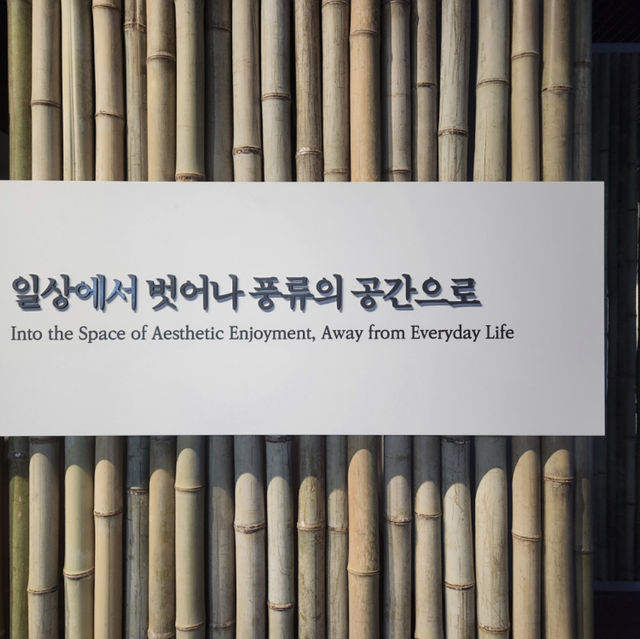 일상에서 벗어나 풍류의 공간으로
Into the Space of Aesthetic Enjoyment, Away from Everyday Life